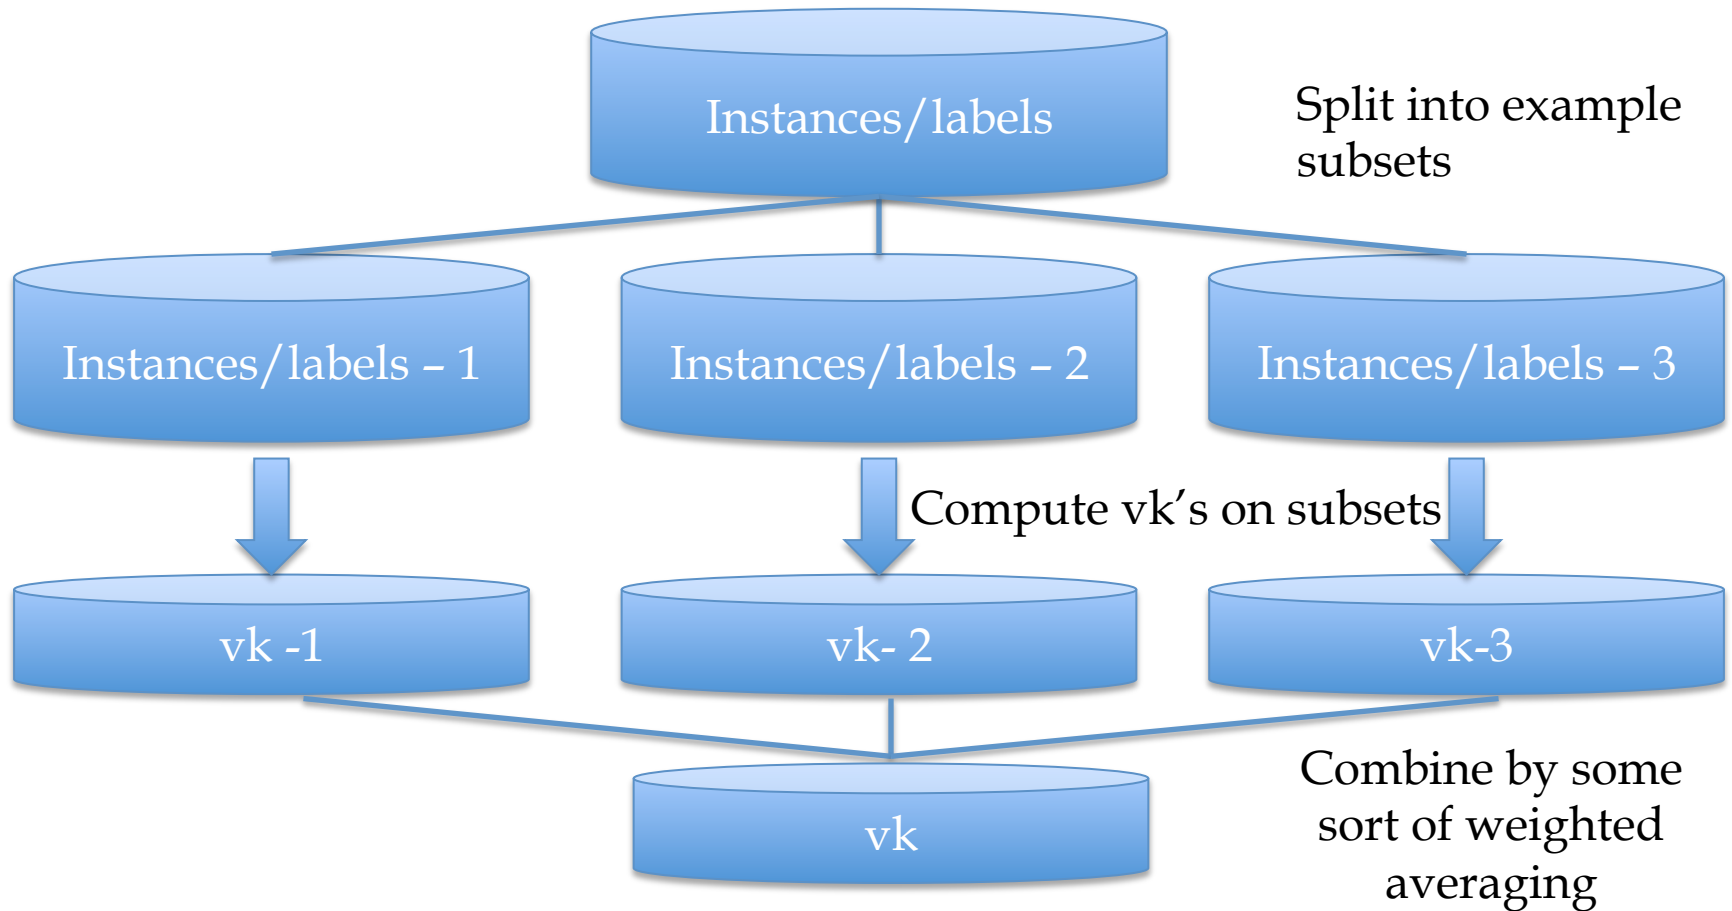 Instances/labels
Split into example
subsets
Instances/labels – 1
Instances/labels – 2
Instances/labels – 3
Compute vk’s on subsets
vk -1
vk- 2
vk-3
vk
Combine by some
sort of weighted
averaging